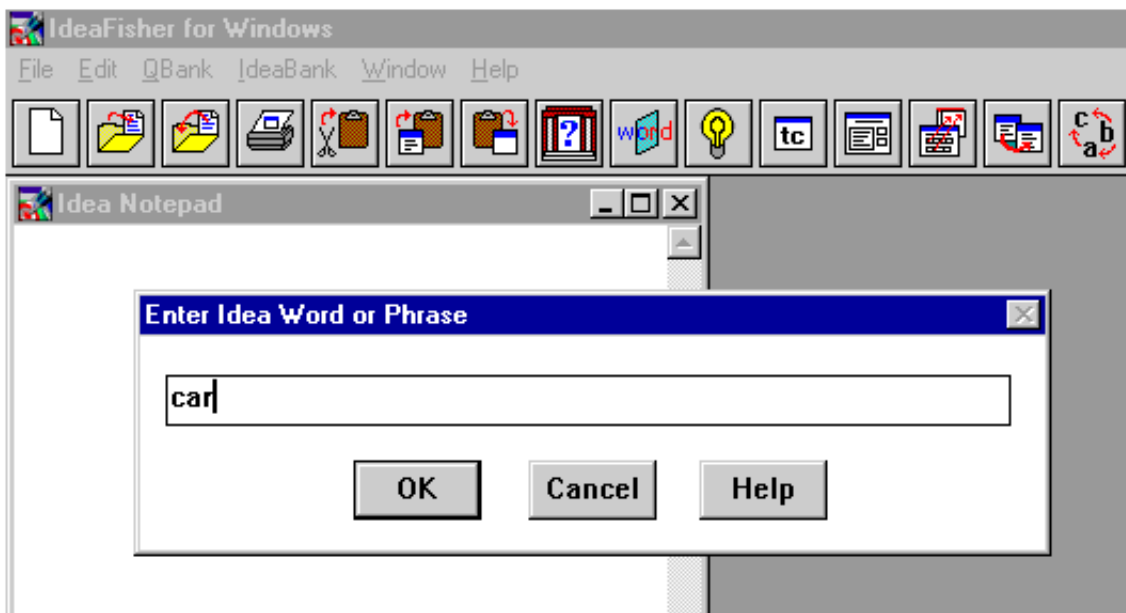 IdeaFisher for Windows
File Edit QBank IdeaBank Window Help
? word tc c b a
Idea Notepad
Enter Idea Word or Phrase
car
OK Cancel Help